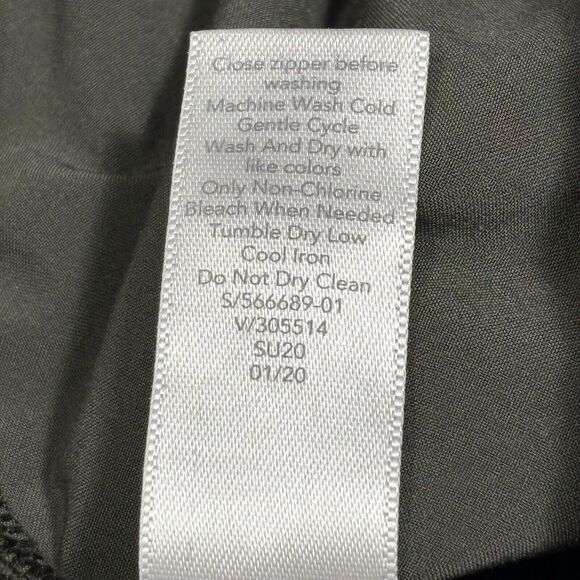 Close zipper before
washing
Machine Wash Cold
Gentle Cycle
Wash And Dry with
like colors
Only Non-Chlorine
Bleach When Needed
Tumble Dry Low
Cool Iron
Do Not Dry Clean
S/566689-01
V/305514
SU20
01/20